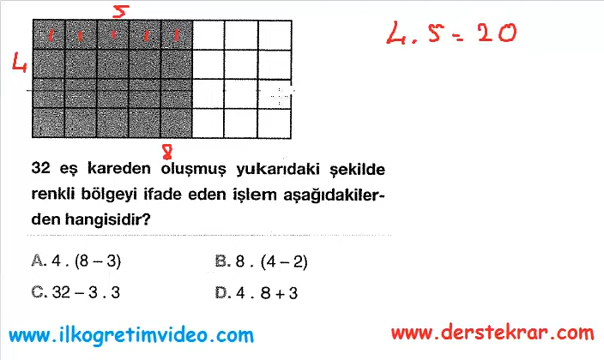 5
4 . 5 = 20
4
8
32 eş kareden oluşmuş yukarıdaki şekilde
renkli bölgeyi ifade eden işlem aşağıdakiler-
den hangisidir?
A. 4 . (8 – 3) B. 8 . (4 – 2)
C. 32 – 3 . 3 D. 4 . 8 + 3
www.ilkogretimvideo.com www.derstekrar.com